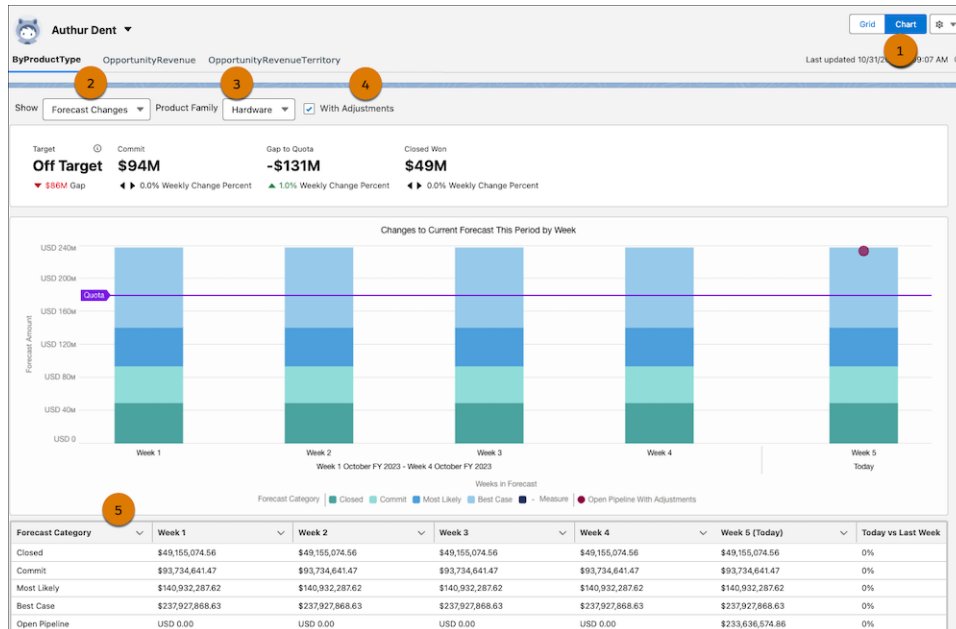 Authur Dent
Grid Chart
1
ByProductType OpportunityRevenue OpportunityRevenueTerritory
Last updated 10/31/20 09:07 AM
2 3 4
Show Forecast Changes Product Family Hardware With Adjustments
Target Commit Gap to Quota Closed Won
Off Target $94M -$131M $49M
$86M Gap 0.0% Weekly Change Percent 1.0% Weekly Change Percent 0.0% Weekly Change Percent
Changes to Current Forecast This Period by Week
USD 240M
USD 200M
Quota
USD 160M
USD 120M
USD 80M
USD 40M
USD 0
Forecast Amount
Week 1 Week 2 Week 3 Week 4 Week 5
Week 1 October FY 2023 - Week 4 October FY 2023 Today
Weeks in Forecast
Forecast Category Closed Commit Most Likely Best Case - Measure Open Pipeline With Adjustments
5
Forecast Category Week 1 Week 2 Week 3 Week 4 Week 5 (Today) Today vs Last Week
Closed $49,155,074.56 $49,155,074.56 $49,155,074.56 $49,155,074.56 $49,155,074.56 0%
Commit $93,734,641.47 $93,734,641.47 $93,734,641.47 $93,734,641.47 $93,734,641.47 0%
Most Likely $140,932,287.62 $140,932,287.62 $140,932,287.62 $140,932,287.62 $140,932,287.62 0%
Best Case $237,927,868.63 $237,927,868.63 $237,927,868.63 $237,927,868.63 $237,927,868.63 0%
Open Pipeline USD 0.00 USD 0.00 USD 0.00 USD 0.00 $233,636,574.86 0%